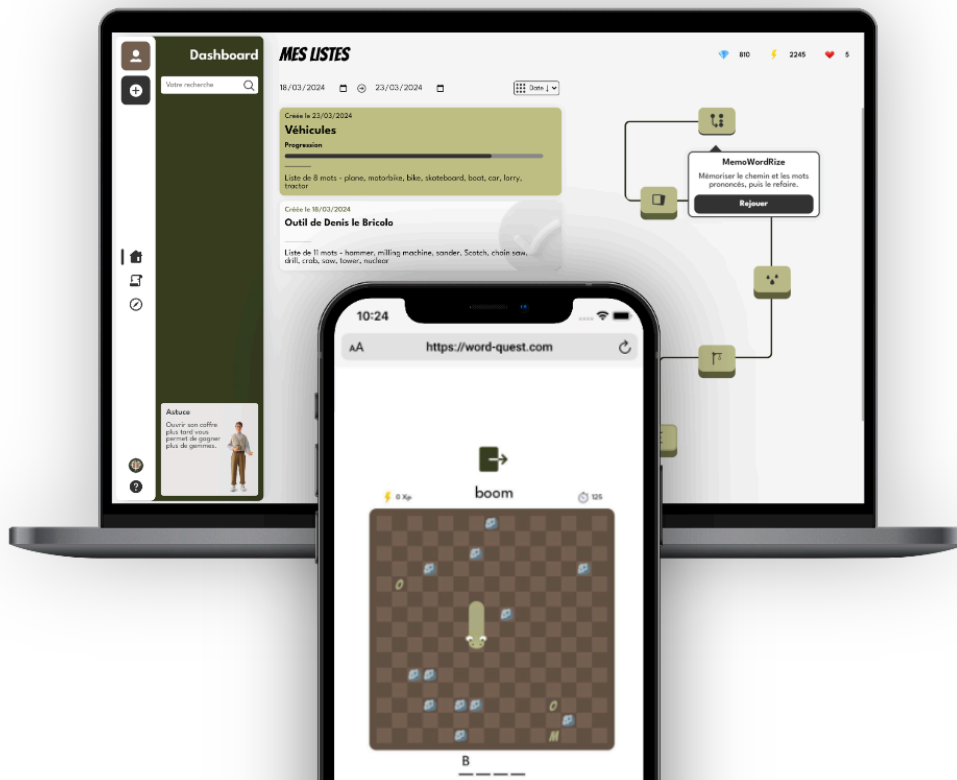 Dashboard
Votre recherche
Astuce
Ouvrir son coffre
plus tard vous
permet de gagner
plus de gemmes.
MES LISTES
810
2245
5
18/03/2024
23/03/2024
Date ↓
Créée le 23/03/2024
Véhicules
Progression
Liste de 8 mots - plane, motorbike, bike, skateboard, boat, car, lorry,
tractor
Créée le 18/03/2024
Outil de Denis le Bricolo
Liste de 11 mots - hammer, milling machine, sander, Scotch, chain saw,
drill, crab, saw, tower, nuclear
MemoWordRize
Mémoriser le chemin et les mots
prononcés, puis le refaire.
Rejouer
10:24
AA
https://word-quest.com
boom
0 Xp
125
O
O
M
B